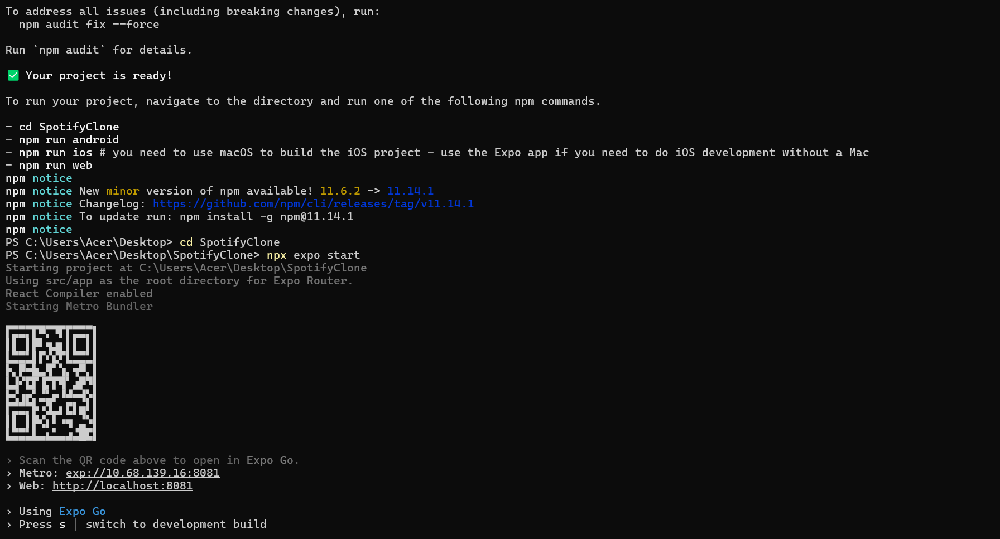 To address all issues (including breaking changes), run:
  npm audit fix --force
Run `npm audit` for details.
✅ Your project is ready!
To run your project, navigate to the directory and run one of the following npm commands.
- cd SpotifyClone
- npm run android
- npm run ios # you need to use macOS to build the iOS project - use the Expo app if you need to do iOS development without a Mac
- npm run web
npm notice
npm notice New minor version of npm available! 11.6.2 -> 11.14.1
npm notice Changelog: https://github.com/npm/cli/releases/tag/v11.14.1
npm notice To update run: npm install -g npm@11.14.1
npm notice
PS C:\Users\Acer\Desktop> cd SpotifyClone
PS C:\Users\Acer\Desktop\SpotifyClone> npx expo start
Starting project at C:\Users\Acer\Desktop\SpotifyClone
Using src/app as the root directory for Expo Router.
React Compiler enabled
Starting Metro Bundler
› Scan the QR code above to open in Expo Go.
› Metro: exp://10.68.139.16:8081
› Web: http://localhost:8081
› Using Expo Go
› Press s │ switch to development build